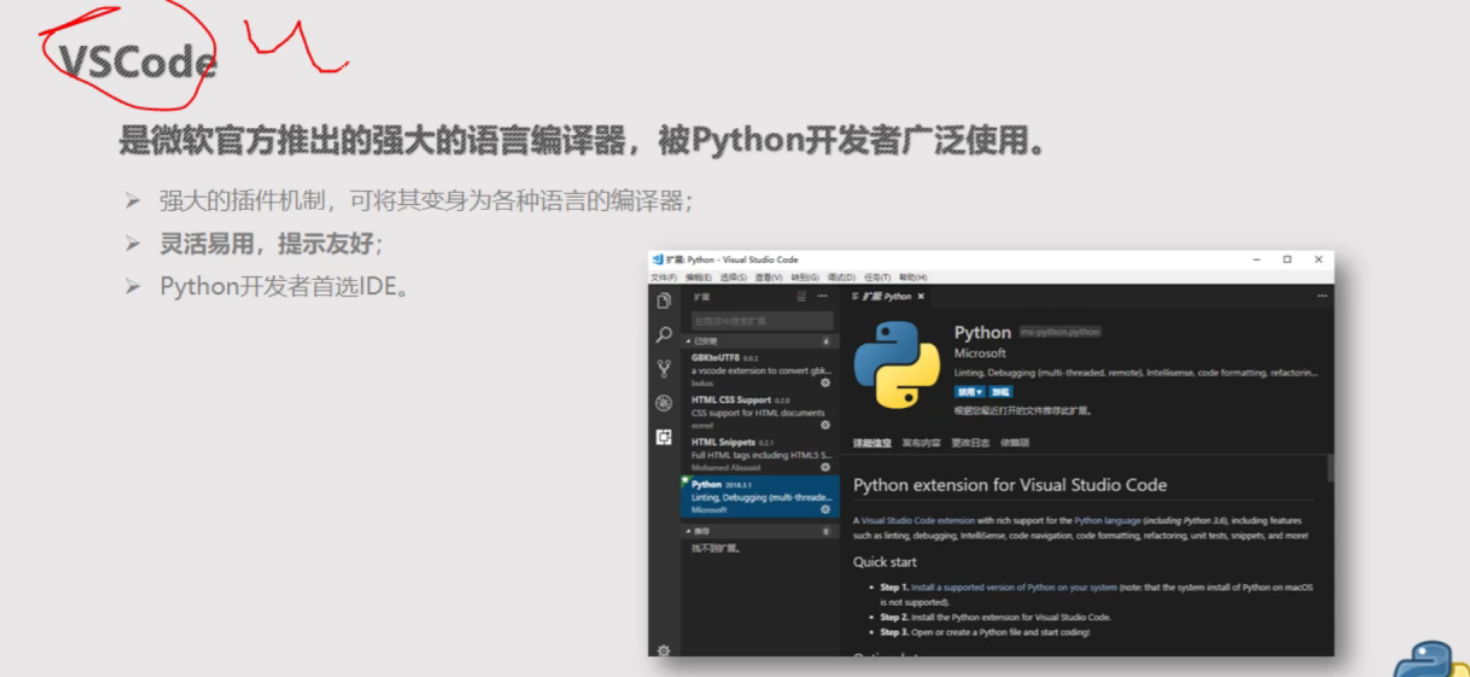 VSCode
是微软官方推出的强大的语言编译器，被Python开发者广泛使用。
强大的插件机制，可将其变身为各种语言的编译器；
灵活易用，提示友好；
Python开发者首选IDE。
扩展: Python - Visual Studio Code
文件(F) 编辑(E) 选择(S) 查看(V) 转到(G) 调试(D) 任务(T) 帮助(H)
扩展
在商店中搜索扩展
已安装 4
GBKtoUTF8 0.0.2
a vscode extension to convert gbk...
bukas
HTML CSS Support 0.2.0
CSS support for HTML documents
ecmel
HTML Snippets 0.2.1
Full HTML tags including HTML5 S...
Mohamed Abusaid
Python 2018.3.1
Linting, Debugging (multi-threade...
Microsoft
推荐 0
找不到扩展。
扩展 Python
Python ms-python.python
Microsoft
Linting, Debugging (multi-threaded, remote), Intellisense, code formatting, refactorin...
禁用 卸载
根据您最近打开的文件推荐此扩展。
详细信息 发布内容 更改日志 依赖项
Python extension for Visual Studio Code
A Visual Studio Code extension with rich support for the Python language (including Python 3.6), including features
such as linting, debugging, IntelliSense, code navigation, code formatting, refactoring, unit tests, snippets, and more!
Quick start
Step 1. Install a supported version of Python on your system (note: that the system install of Python on macOS
is not supported).
Step 2. Install the Python extension for Visual Studio Code.
Step 3. Open or create a Python file and start coding!